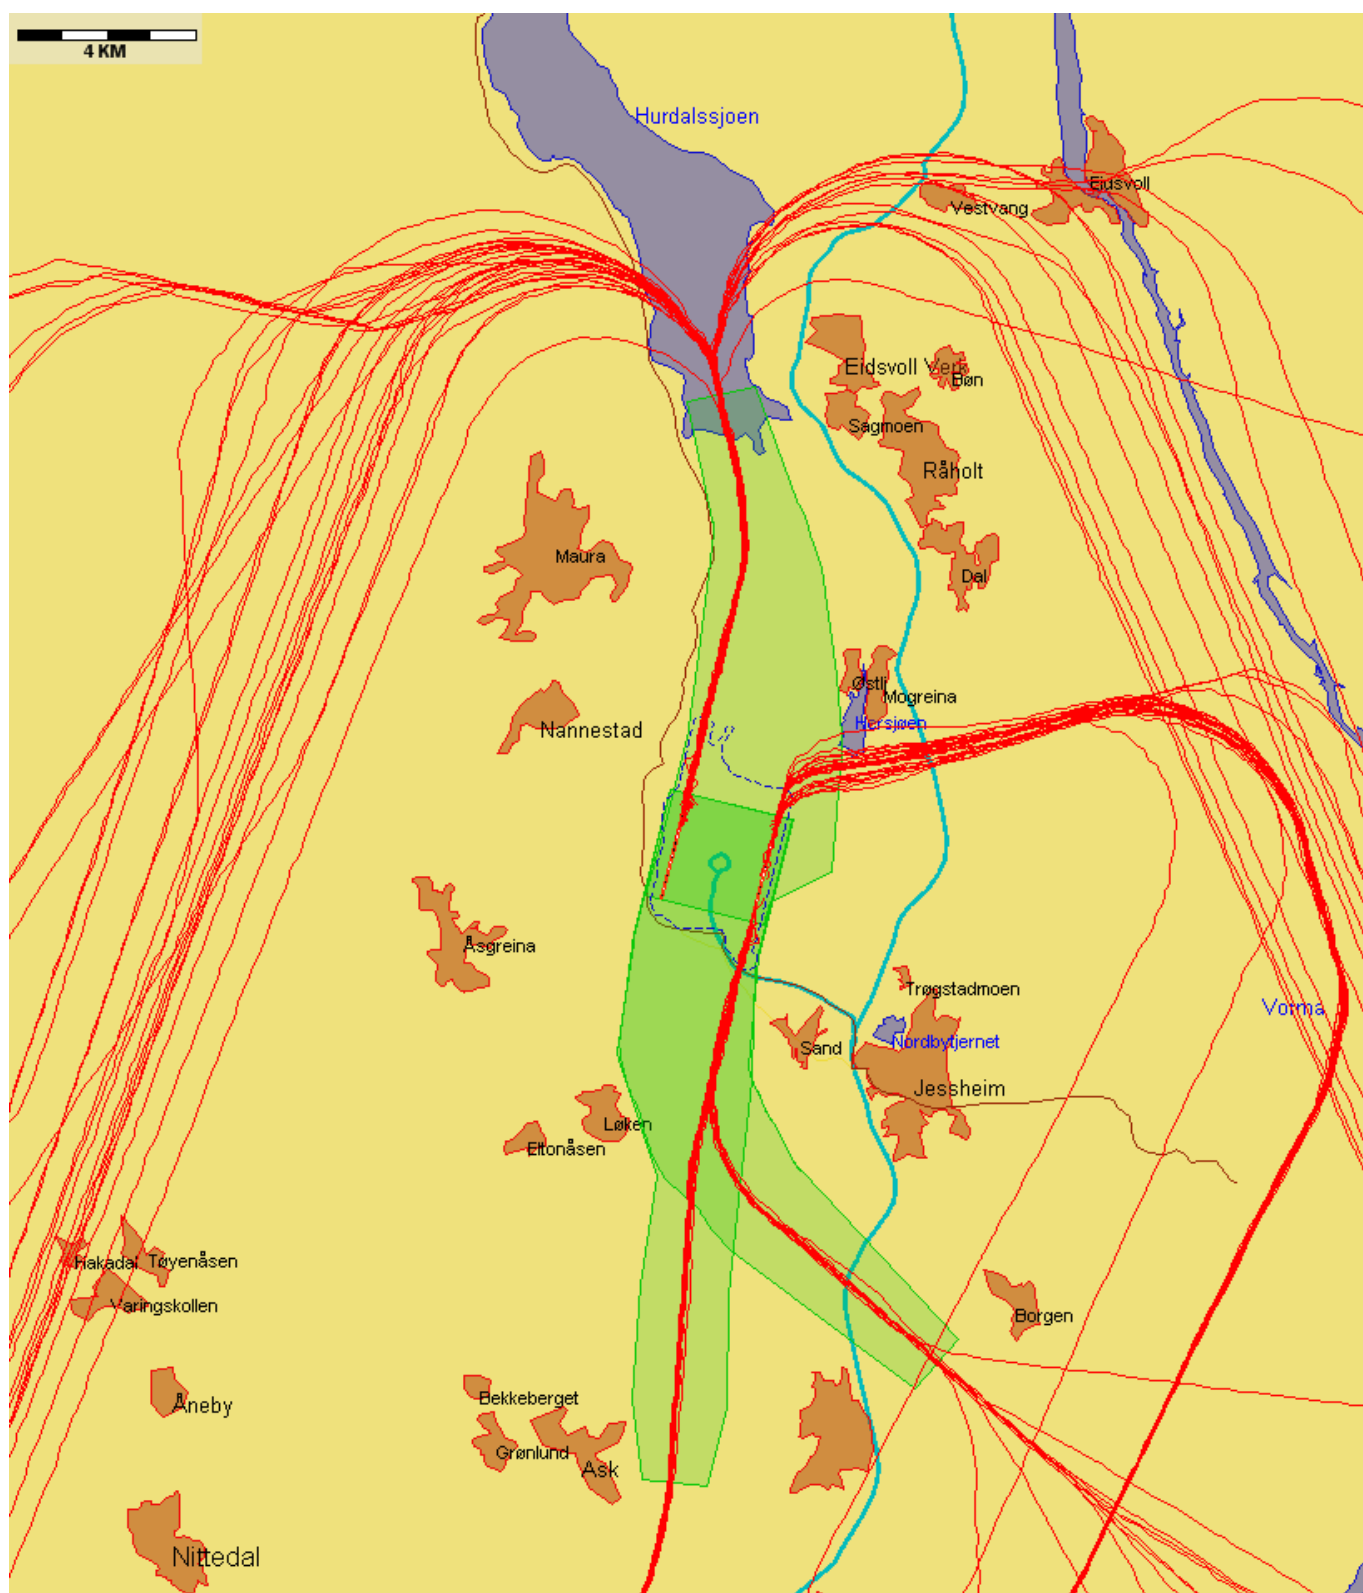 4 KM
Hurdalssjoen
Eiusvoll
Vestvang
Eidsvoll Verk
Bøn
Sagmoen
Råholt
Maura
Dal
Østli
Mogreina
Hersjøen
Nannestad
Åsgreina
Trøgstadmoen
Vorma
Nordbytjernet
Sand
Jessheim
Løken
Eltonåsen
Hakadal
Tøyenåsen
Varingskollen
Borgen
Bekkeberget
Åneby
Grønlund
Ask
Nittedal